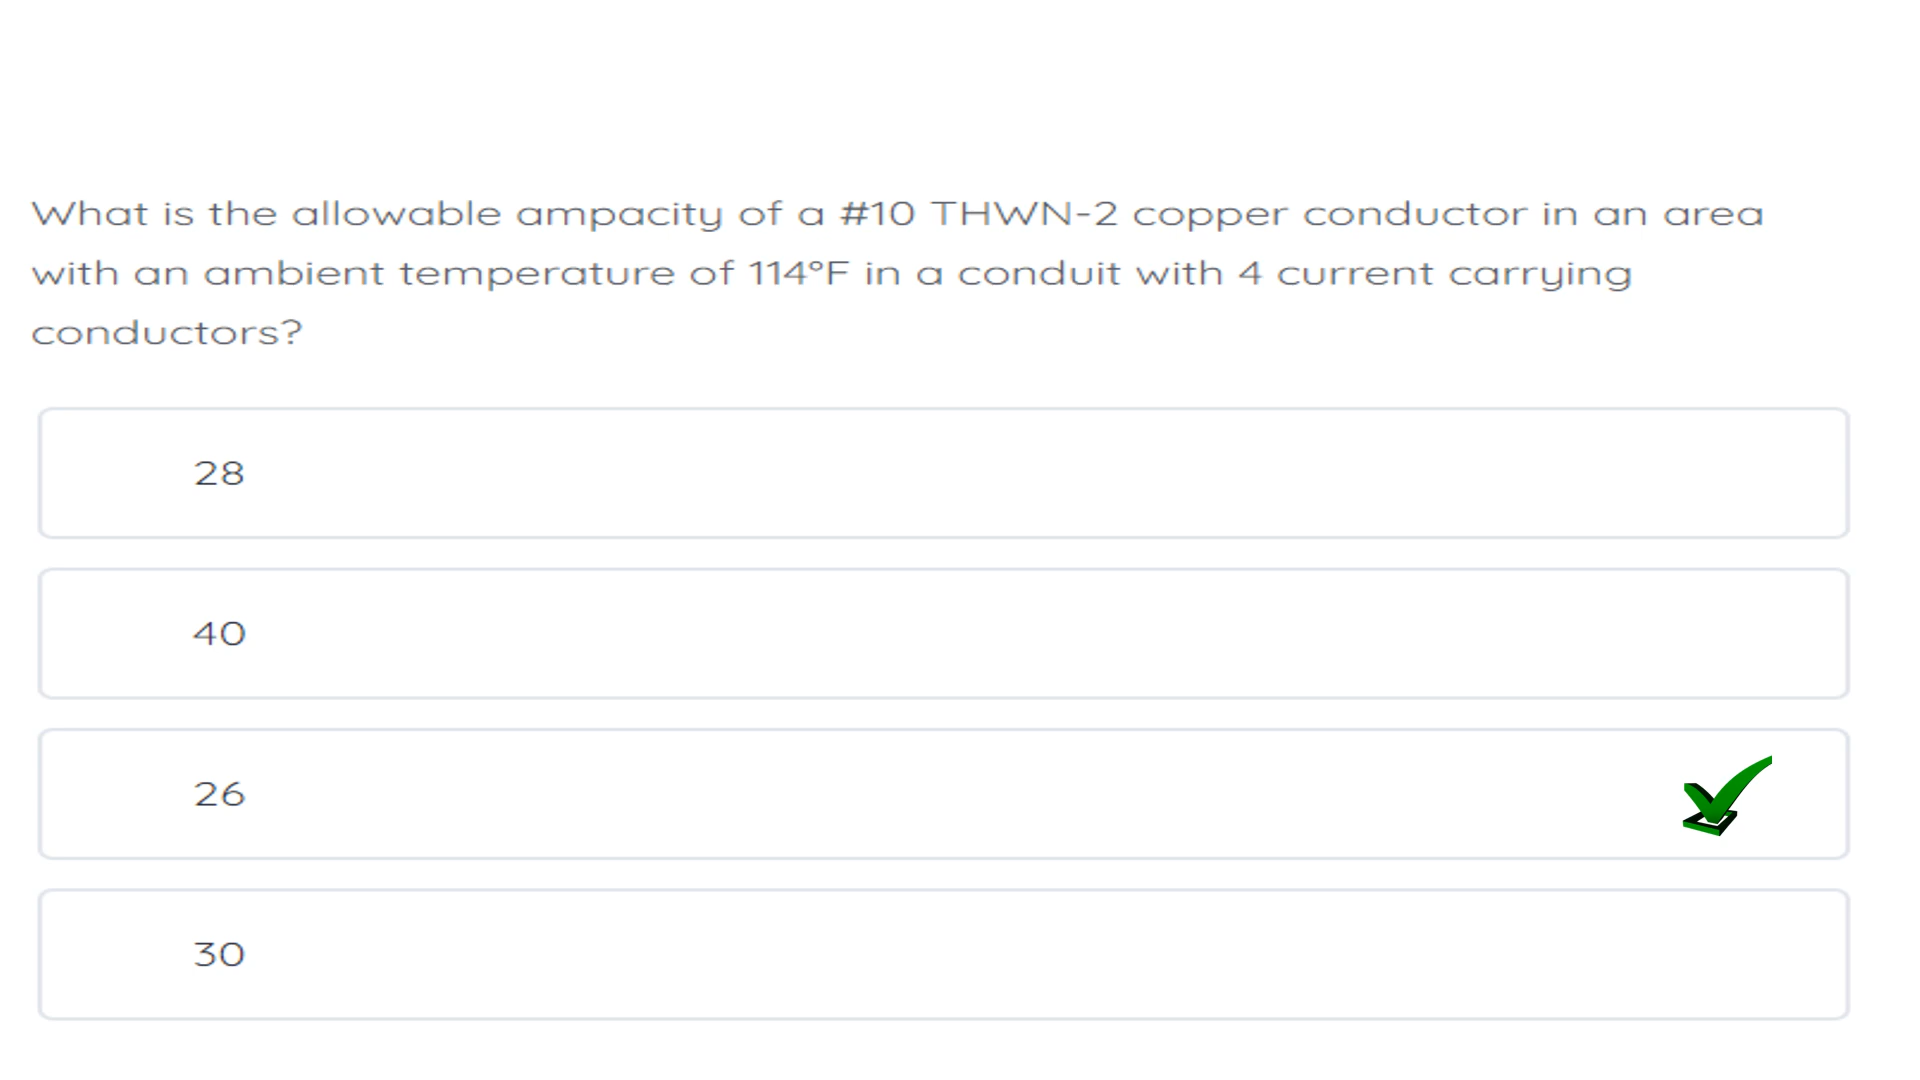 What is the allowable ampacity of a #10 THWN-2 copper conductor in an area
with an ambient temperature of 114°F in a conduit with 4 current carrying
conductors?
28
40
26
30